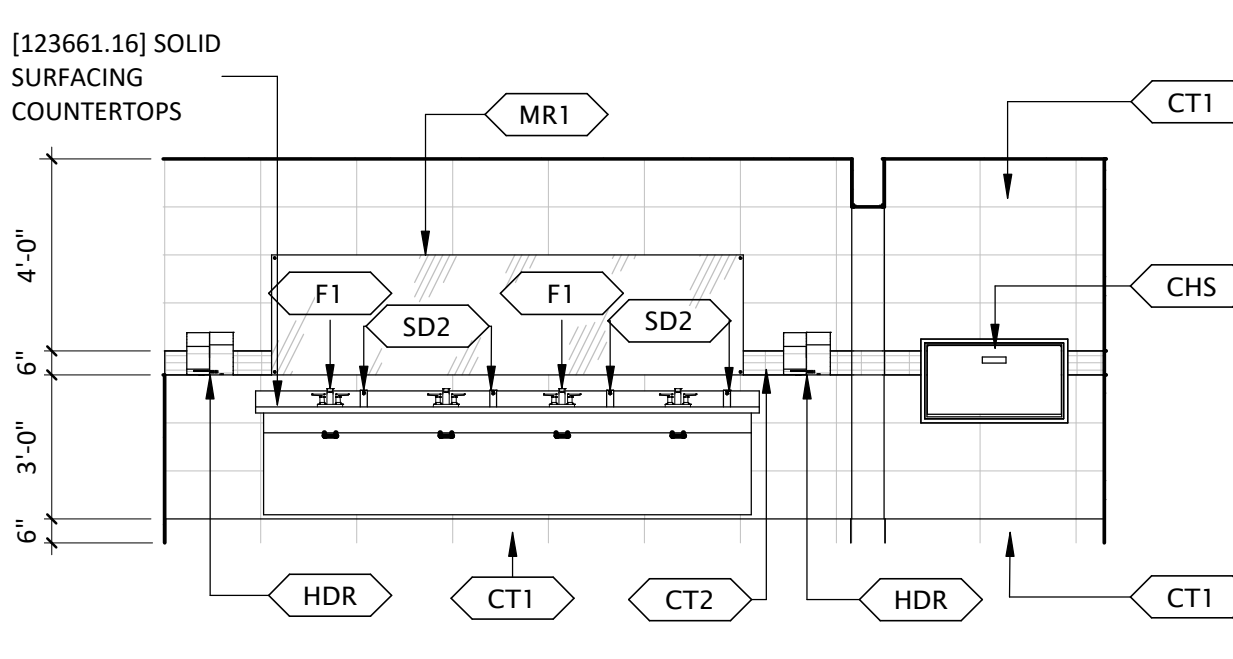 [123661.16] SOLID
SURFACING
COUNTERTOPS
MR1
CT1
4'-0"
F1
SD2
F1
SD2
CHS
6"
3'-0"
6"
HDR
CT1
CT2
HDR
CT1